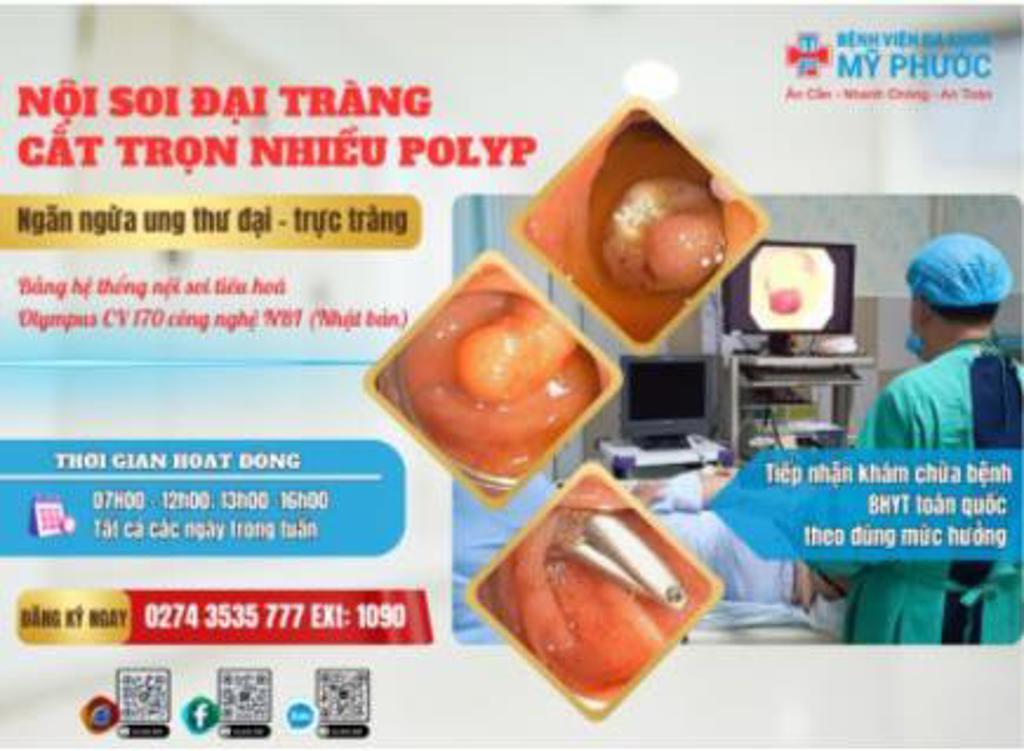 BỆNH VIỆN ĐA KHOA
MỸ PHƯỚC
Ân Cần - Nhanh Chóng - An Toàn
NỘI SOI ĐẠI TRÀNG
CẮT TRỌN NHIỀU POLYP
Ngăn ngừa ung thư đại - trực tràng
Bằng hệ thống nội soi tiêu hoá
Olympus CV 170 công nghệ NBI (Nhật bản)
THỜI GIAN HOẠT ĐỘNG
07H00 - 12h00, 13h00 - 16h00
Tất cả các ngày trong tuần
Tiếp nhận khám chữa bệnh
BHYT toàn quốc
theo đúng mức hưởng
ĐĂNG KÝ NGAY
0274 3535 777 EXt: 1090